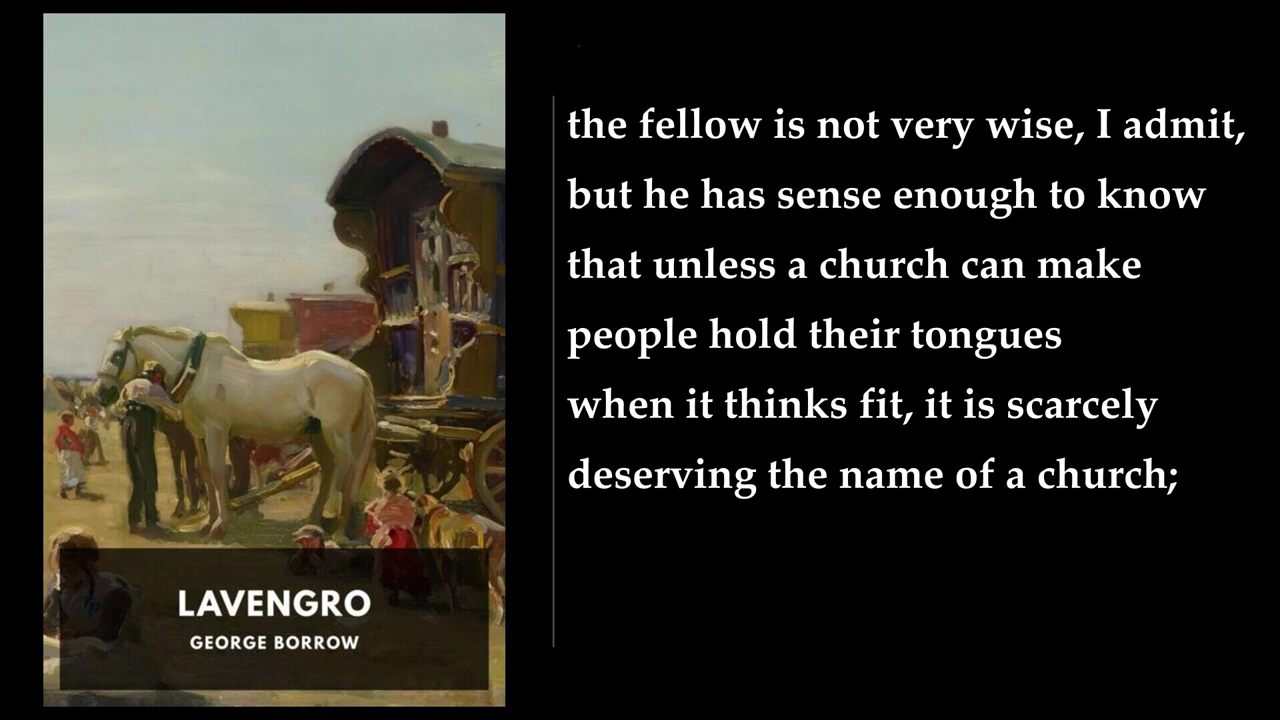 the fellow is not very wise, I admit,
but he has sense enough to know
that unless a church can make
people hold their tongues
when it thinks fit, it is scarcely
deserving the name of a church;
LAVENGRO
GEORGE BORROW